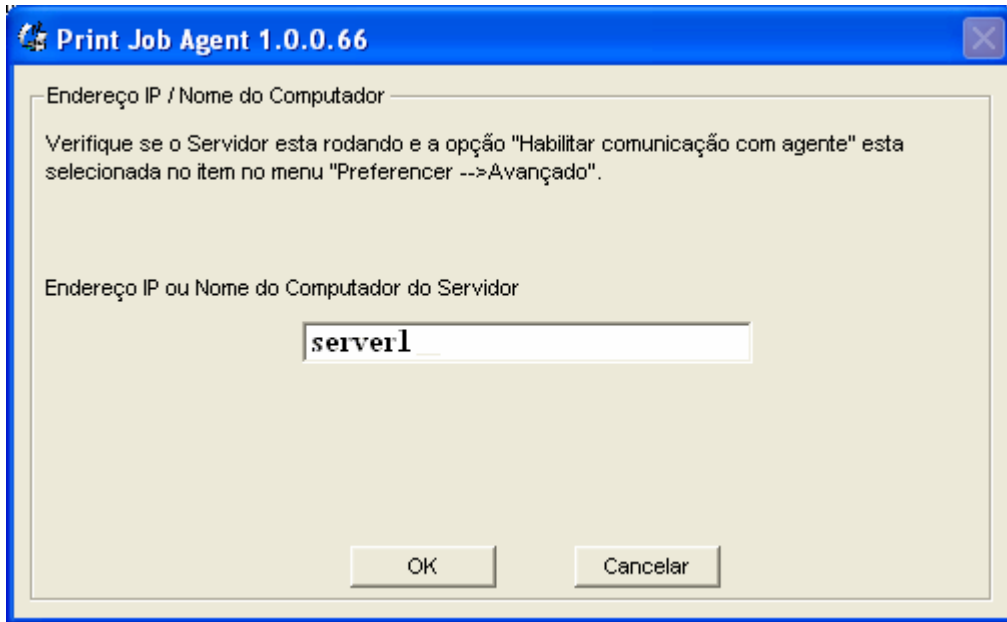 Print Job Agent 1.0.0.66
Endereço IP / Nome do Computador
Verifique se o Servidor esta rodando e a opção "Habilitar comunicação com agente" esta
selecionada no item no menu "Preferencer -->Avançado".
Endereço IP ou Nome do Computador do Servidor
server1
OK
Cancelar